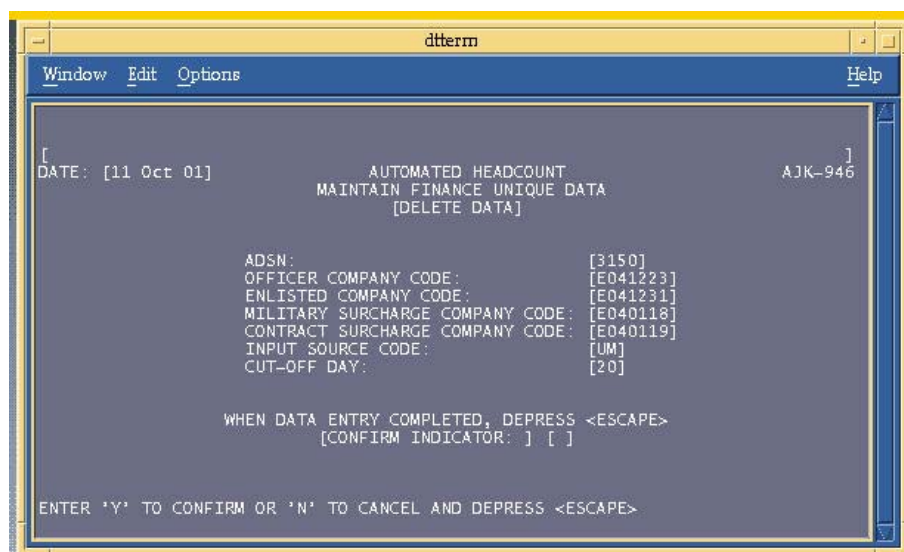 dtterm
Window Edit Options Help
[ ]
DATE: [11 Oct 01] AUTOMATED HEADCOUNT AJK-946
MAINTAIN FINANCE UNIQUE DATA
[DELETE DATA]
ADSN: [3150]
OFFICER COMPANY CODE: [E041223]
ENLISTED COMPANY CODE: [E041231]
MILITARY SURCHARGE COMPANY CODE: [E040118]
CONTRACT SURCHARGE COMPANY CODE: [E040119]
INPUT SOURCE CODE: [UM]
CUT-OFF DAY: [20]
WHEN DATA ENTRY COMPLETED, DEPRESS <ESCAPE>
[CONFIRM INDICATOR: ] [ ]
ENTER 'Y' TO CONFIRM OR 'N' TO CANCEL AND DEPRESS <ESCAPE>